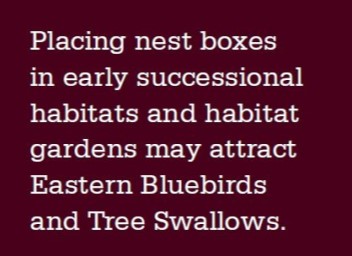 Placing nest boxes
in early successional
habitats and habitat
gardens may attract
Eastern Bluebirds
and Tree Swallows.